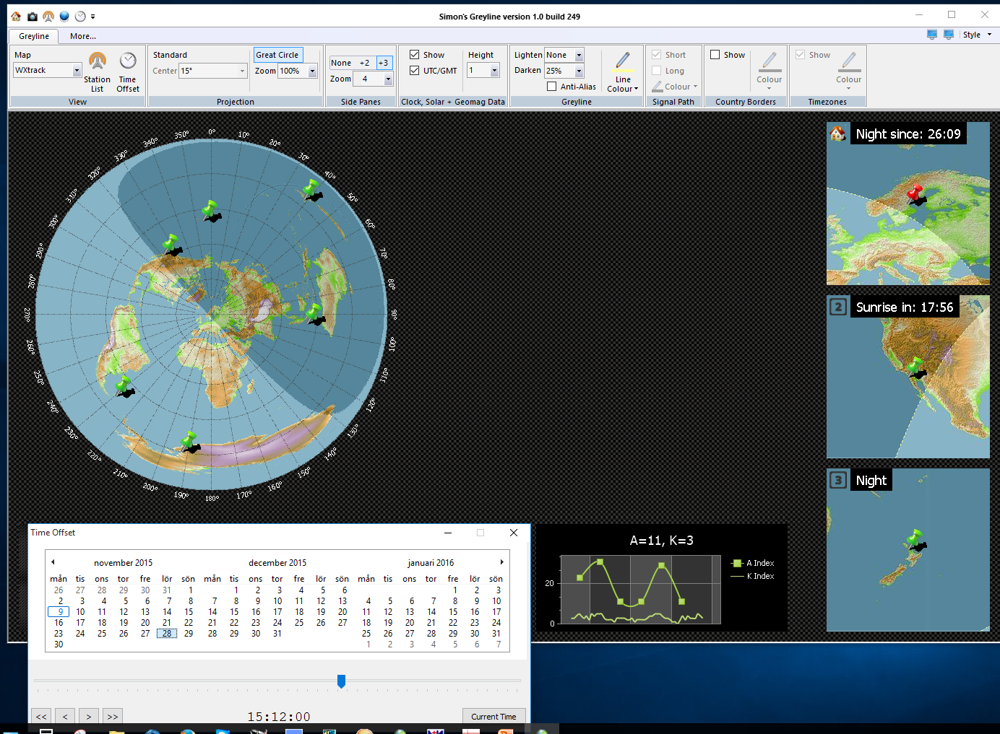 Simon's Greyline version 1.0 build 249
Greyline More... Style
Map
WXtrack
Station List
Time Offset
View
Standard
Center 15°
Great Circle
Zoom 100%
Projection
None +2 +3
Zoom 4
Side Panes
Show
UTC/GMT
Height
1
Clock, Solar + Geomag Data
Lighten None
Darken 25%
Anti-Alias
Line Colour
Greyline
Short
Long
Colour
Signal Path
Show
Colour
Country Borders
Show
Colour
Timezones
0° 10° 20° 30° 40° 50° 60° 70° 80° 90° 100° 110° 120° 130° 140° 150° 160° 170° 180° 190° 200° 210° 220° 230° 240° 250° 260° 270° 280° 290° 300° 310° 320° 330° 340° 350°
Night since: 26:09
2 Sunrise in: 17:56
3 Night
Time Offset
november 2015 december 2015 januari 2016
mån tis ons tor fre lör sön mån tis ons tor fre lör sön mån tis ons tor fre lör sön
26 27 28 29 30 31 1 1 2 3 4 5 6 1 2 3
2 3 4 5 6 7 8 7 8 9 10 11 12 13 4 5 6 7 8 9 10
9 10 11 12 13 14 15 14 15 16 17 18 19 20 11 12 13 14 15 16 17
16 17 18 19 20 21 22 21 22 23 24 25 26 27 18 19 20 21 22 23 24
23 24 25 26 27 28 29 28 29 30 31 25 26 27 28 29 30 31
30 1 2 3 4 5 6 7
<< < > >> 15:12:00 Current Time
A=11, K=3
20
0
A Index
K Index